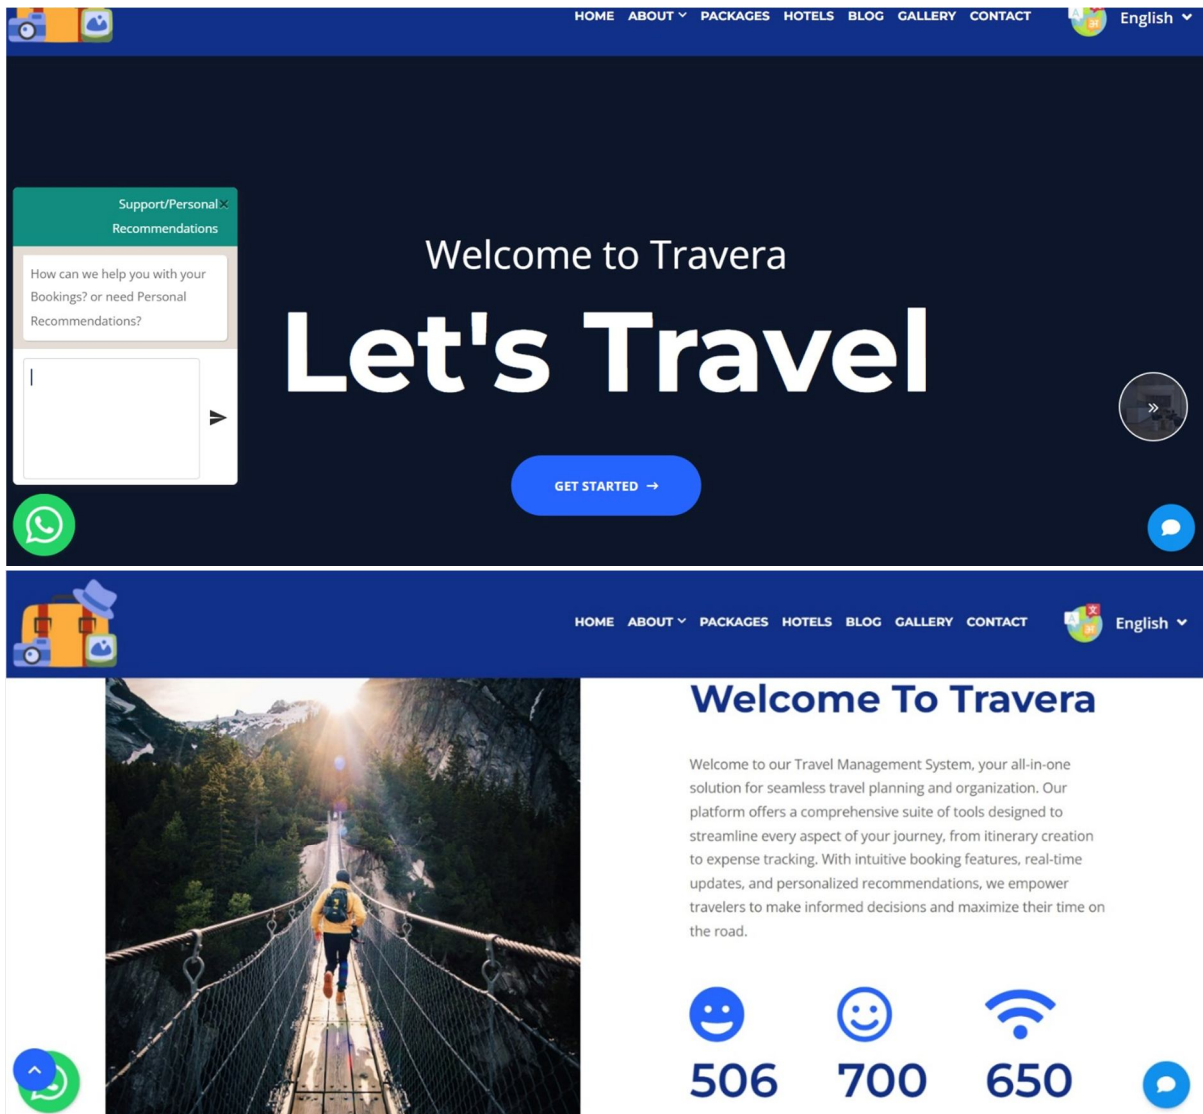 HOME ABOUT PACKAGES HOTELS BLOG GALLERY CONTACT English
Support/Personal
Recommendations
How can we help you with your
Bookings? or need Personal
Recommendations?
Welcome to Travera
Let's Travel
GET STARTED
HOME ABOUT PACKAGES HOTELS BLOG GALLERY CONTACT English
Welcome To Travera
Welcome to our Travel Management System, your all-in-one
solution for seamless travel planning and organization. Our
platform offers a comprehensive suite of tools designed to
streamline every aspect of your journey, from itinerary creation
to expense tracking. With intuitive booking features, real-time
updates, and personalized recommendations, we empower
travelers to make informed decisions and maximize their time on
the road.
506 700 650